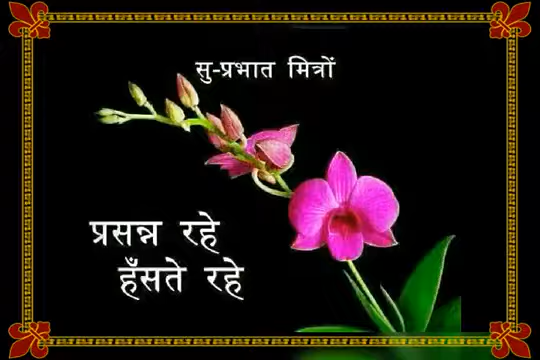 सु-प्रभात मित्रों
प्रसन्न रहे
हँसते रहे